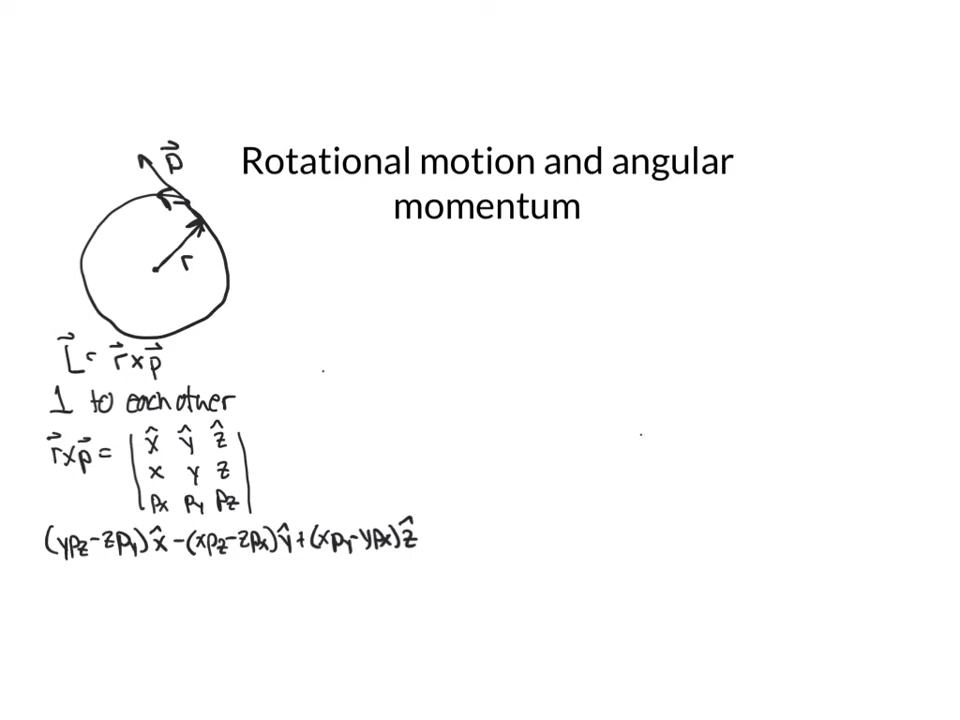 p⃗
Rotational motion and angular
momentum
r
L⃗ = r⃗ x p⃗
⊥ to each other
r⃗ x p⃗ = | x̂ ŷ ẑ |
| x y z |
| px py pz |
(ypz - zpy) x̂ - (xpz - zpx) ŷ + (xpy - ypx) ẑ